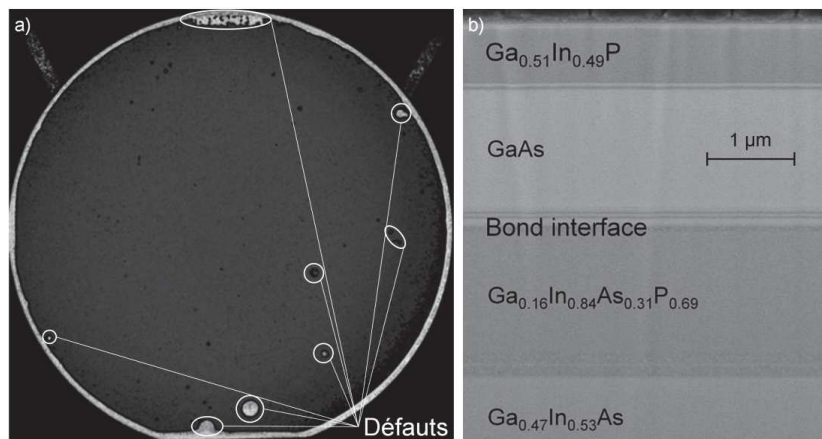 a)
Défauts
b)
Ga0.51In0.49P
GaAs
1 µm
Bond interface
Ga0.16In0.84As0.31P0.69
Ga0.47In0.53As